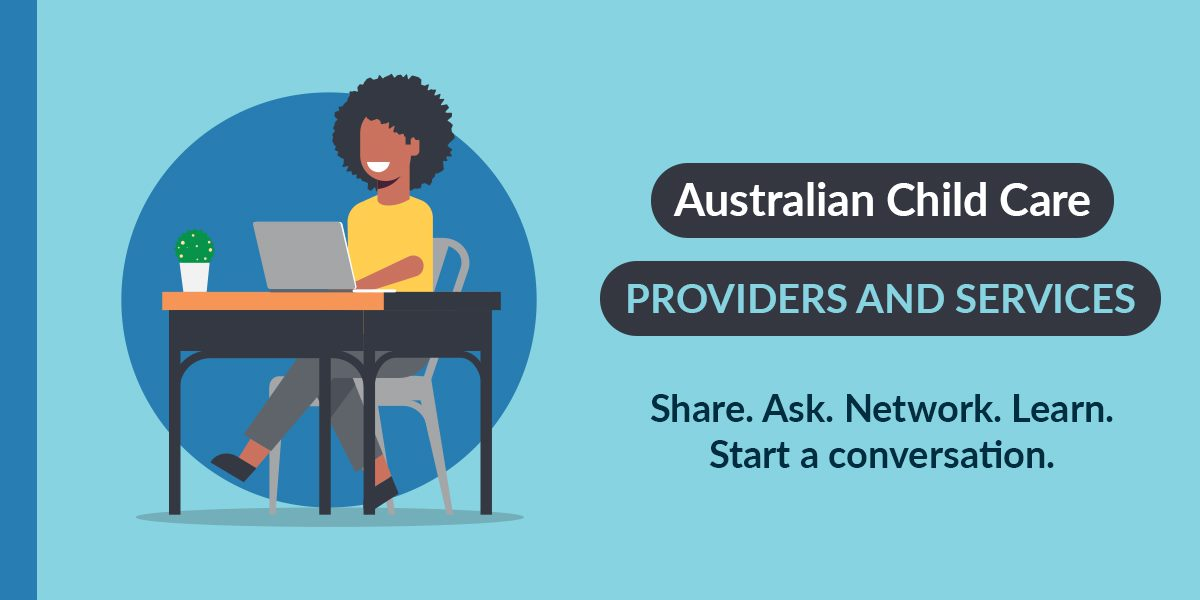 Australian Child Care
PROVIDERS AND SERVICES
Share. Ask. Network. Learn.
Start a conversation.